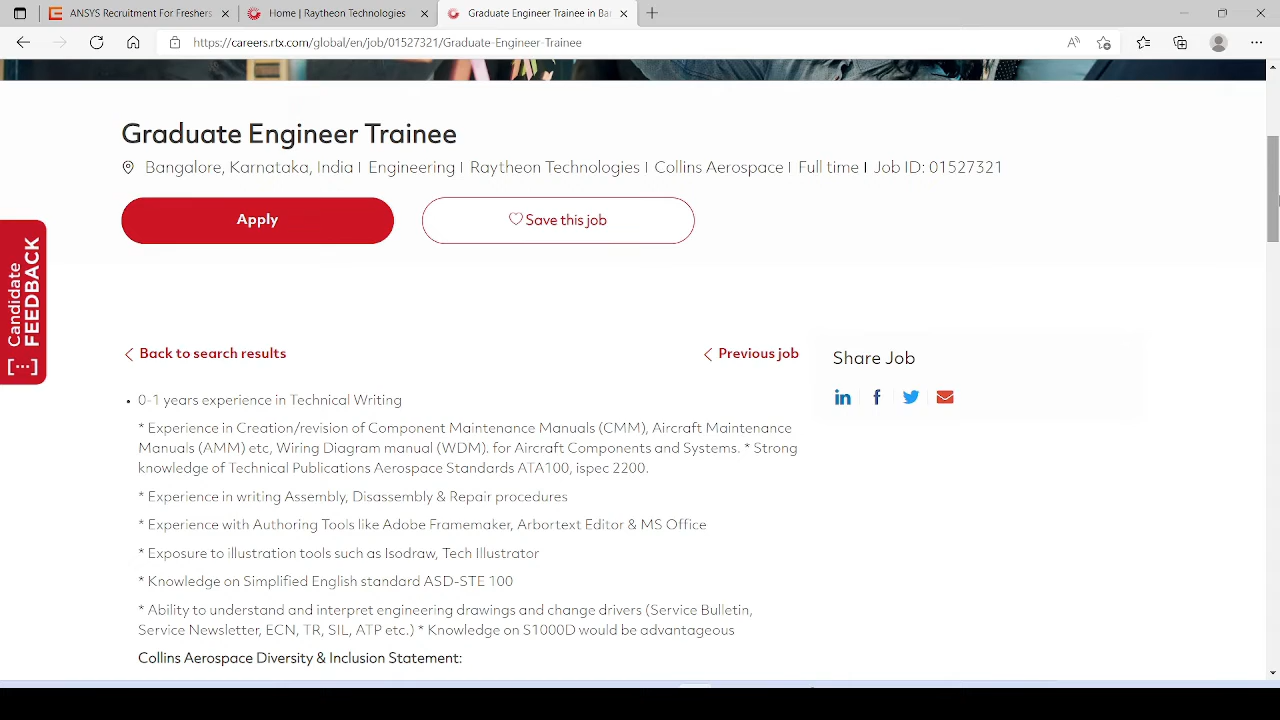 ANSYS Recruitment For Freshers
Home | Raytheon Technologies
Graduate Engineer Trainee in Ba
https://careers.rtx.com/global/en/job/01527321/Graduate-Engineer-Trainee
Graduate Engineer Trainee
Bangalore, Karnataka, India | Engineering | Raytheon Technologies | Collins Aerospace | Full time | Job ID: 01527321
Apply
Save this job
Candidate
FEEDBACK
[···]
Back to search results
Previous job
Share Job
• 0-1 years experience in Technical Writing
* Experience in Creation/revision of Component Maintenance Manuals (CMM), Aircraft Maintenance
Manuals (AMM) etc, Wiring Diagram manual (WDM). for Aircraft Components and Systems. * Strong
knowledge of Technical Publications Aerospace Standards ATA100, ispec 2200.
* Experience in writing Assembly, Disassembly & Repair procedures
* Experience with Authoring Tools like Adobe Framemaker, Arbortext Editor & MS Office
* Exposure to illustration tools such as Isodraw, Tech Illustrator
* Knowledge on Simplified English standard ASD-STE 100
* Ability to understand and interpret engineering drawings and change drivers (Service Bulletin,
Service Newsletter, ECN, TR, SIL, ATP etc.) * Knowledge on S1000D would be advantageous
Collins Aerospace Diversity & Inclusion Statement: